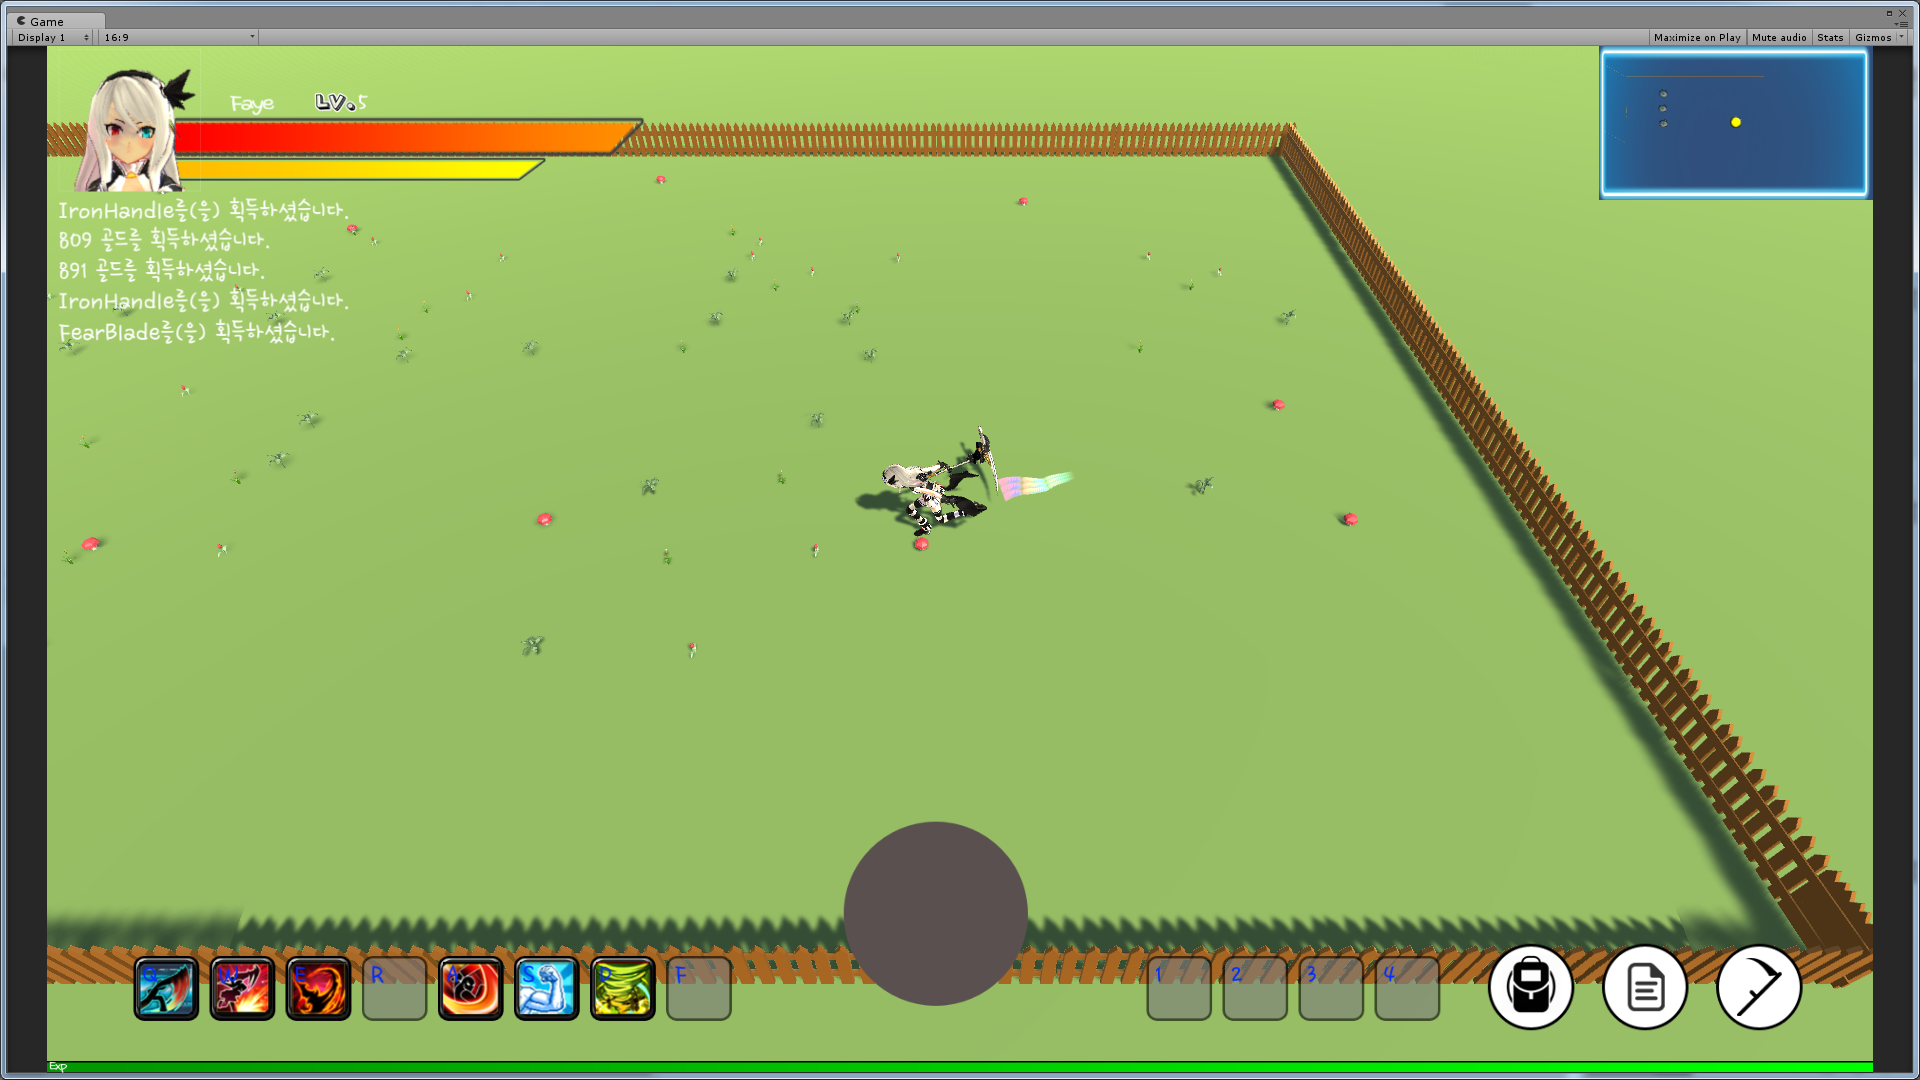 Game
Display 1
16:9
Maximize on Play
Mute audio
Stats
Gizmos
Faye LV.5
IronHandle를(을) 획득하셨습니다.
809 골드를 획득하셨습니다.
891 골드를 획득하셨습니다.
IronHandle를(을) 획득하셨습니다.
FearBlade를(을) 획득하셨습니다.
Q W E R A S D F
1 2 3 4
Exp